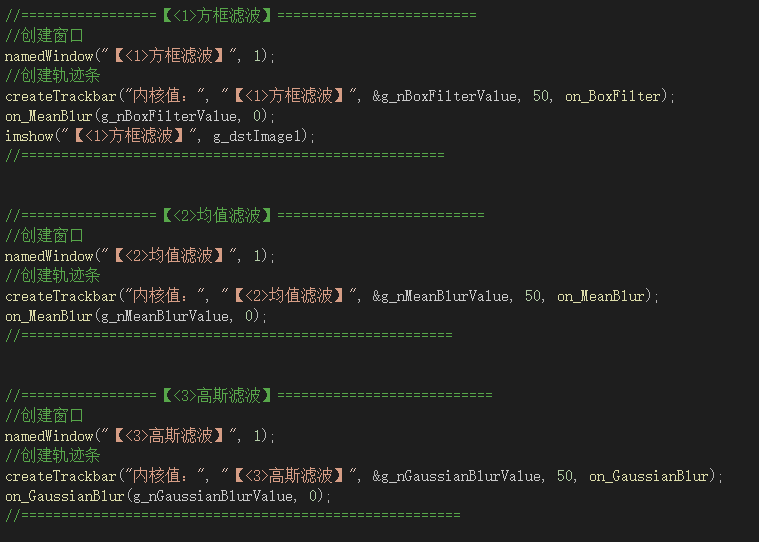 //================【<1>方框滤波】========================
//创建窗口
namedWindow("【<1>方框滤波】", 1);
//创建轨迹条
createTrackbar("内核值：", "【<1>方框滤波】", &g_nBoxFilterValue, 50, on_BoxFilter);
on_MeanBlur(g_nBoxFilterValue, 0);
imshow("【<1>方框滤波】", g_dstImage1);
//=====================================================
//================【<2>均值滤波】=========================
//创建窗口
namedWindow("【<2>均值滤波】", 1);
//创建轨迹条
createTrackbar("内核值：", "【<2>均值滤波】", &g_nMeanBlurValue, 50, on_MeanBlur);
on_MeanBlur(g_nMeanBlurValue, 0);
//======================================================
//================【<3>高斯滤波】==========================
//创建窗口
namedWindow("【<3>高斯滤波】", 1);
//创建轨迹条
createTrackbar("内核值：", "【<3>高斯滤波】", &g_nGaussianBlurValue, 50, on_GaussianBlur);
on_GaussianBlur(g_nGaussianBlurValue, 0);
//=======================================================